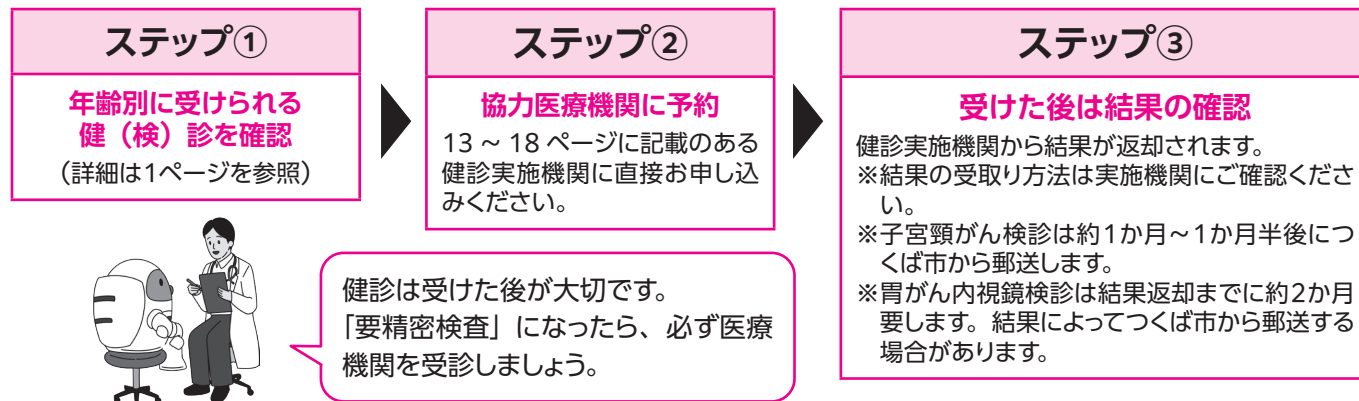 ステップ①
年齢別に受けられる
健（検）診を確認
（詳細は1ページを参照）
ステップ②
協力医療機関に予約
13 ～ 18 ページに記載のある
健診実施機関に直接お申し込
みください。
ステップ③
受けた後は結果の確認
健診実施機関から結果が返却されます。
※結果の受取り方法は実施機関にご確認くださ
い。
※子宮頸がん検診は約1か月～1か月半後につ
くば市から郵送します。
※胃がん内視鏡検診は結果返却までに約2か月
要します。結果によってつくば市から郵送する
場合があります。
健診は受けた後が大切です。
「要精密検査」になったら、必ず医療
機関を受診しましょう。